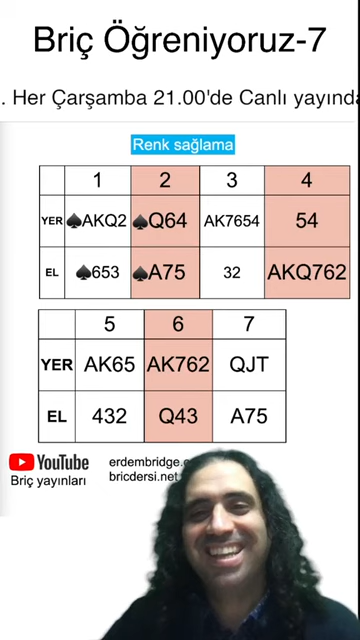 Briç Öğreniyoruz-7
. Her Çarşamba 21.00'de Canlı yayında
Renk sağlama
1 2 3 4
YER ♠AKQ2 ♠Q64 AK7654 54
EL ♠653 ♠A75 32 AKQ762
5 6 7
YER AK65 AK762 QJT
EL 432 Q43 A75
YouTube erdembridge.
Briç yayınları bricdersi.net